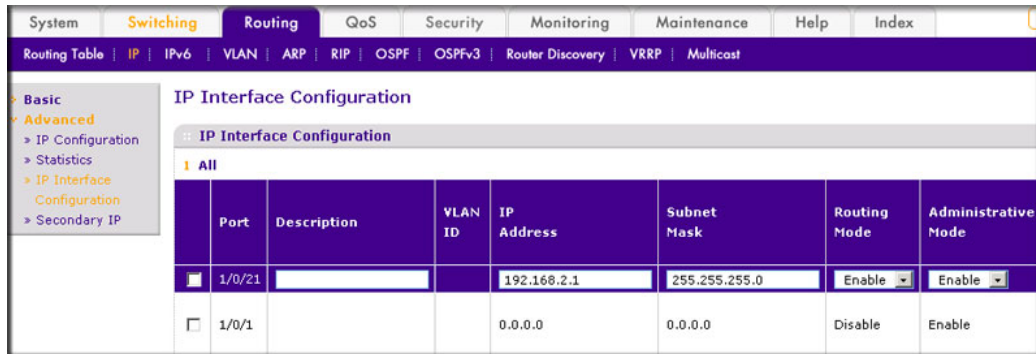 System Switching Routing QoS Security Monitoring Maintenance Help Index
Routing Table | IP | IPv6 | VLAN | ARP | RIP | OSPF | OSPFv3 | Router Discovery | VRRP | Multicast
Basic
Advanced
» IP Configuration
» Statistics
» IP Interface
Configuration
» Secondary IP
IP Interface Configuration
IP Interface Configuration
1 All
Port Description VLAN ID IP Address Subnet Mask Routing Mode Administrative Mode
1/0/21 192.168.2.1 255.255.255.0 Enable Enable
1/0/1 0.0.0.0 0.0.0.0 Disable Enable